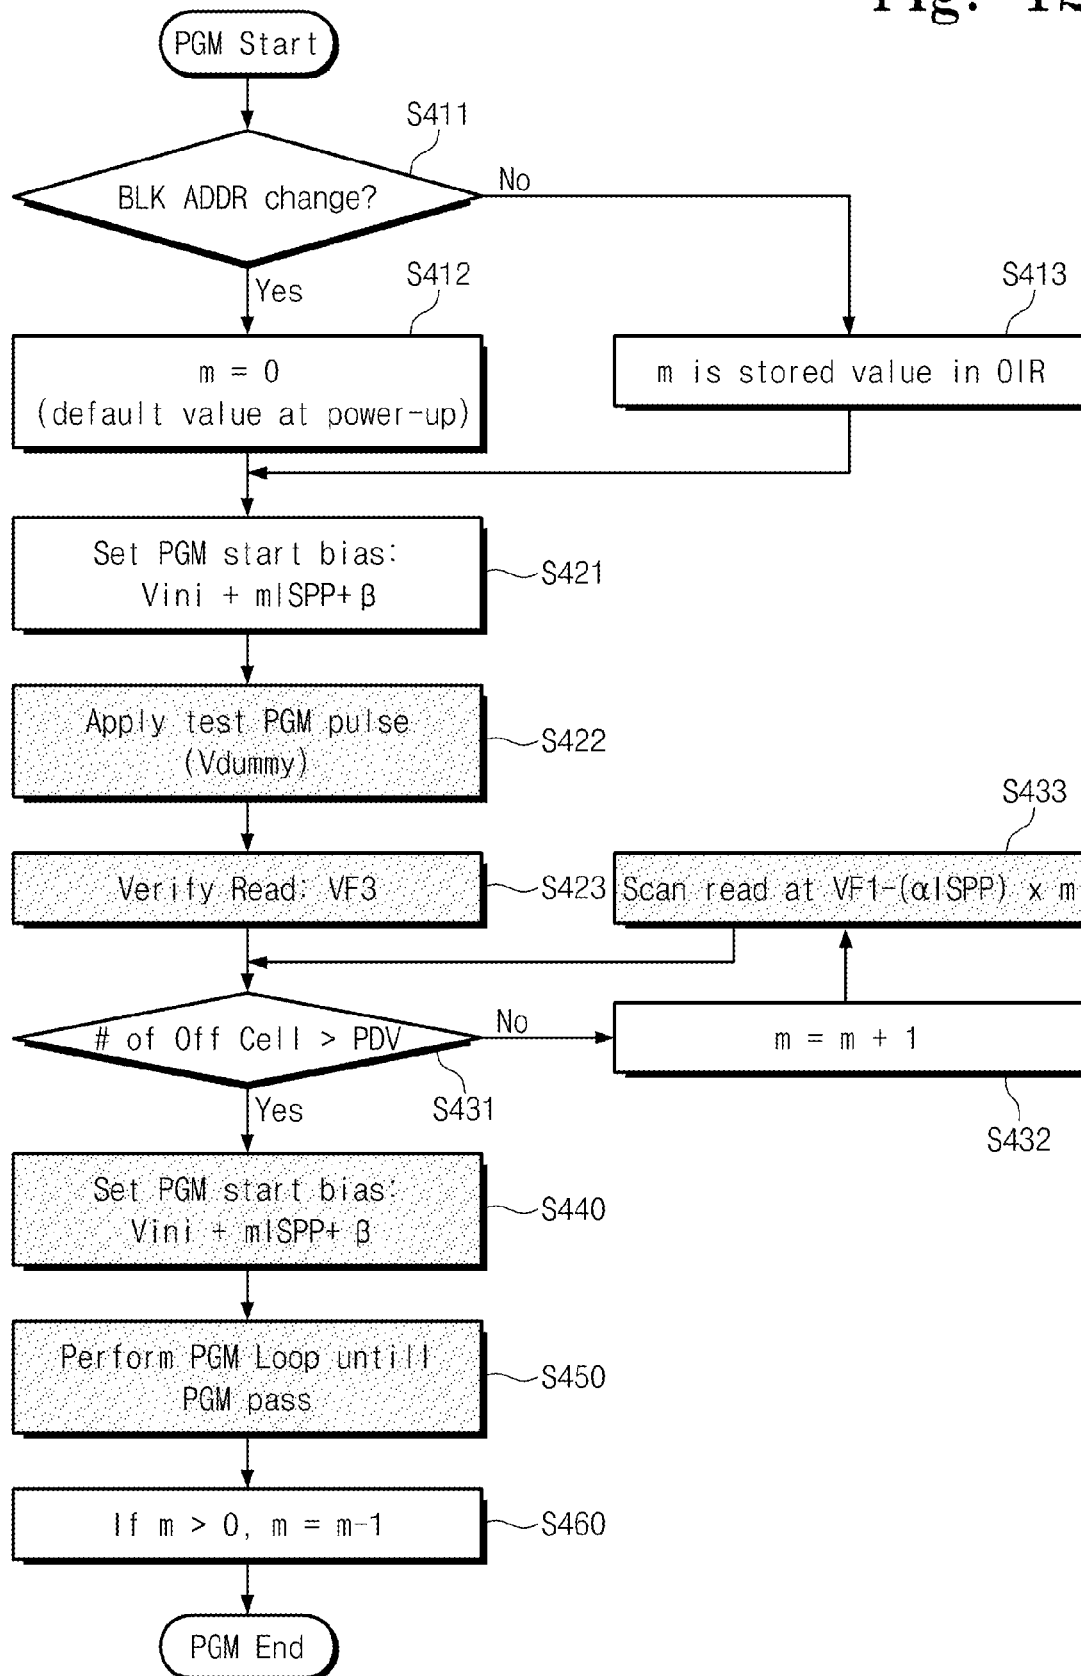 Fig. 12
PGM Start
S411
BLK ADDR change?
No
Yes
S412
S413
m = 0
(default value at power-up)
m is stored value in OIR
Set PGM start bias:
Vini + mISPP+ β
S421
Apply test PGM pulse
(Vdummy)
S422
S433
Verify Read: VF3
S423
Scan read at VF1-(αISPP) x m
# of Off Cell > PDV
No
m = m + 1
S431
Yes
S432
Set PGM start bias:
Vini + mISPP+ β
S440
Perform PGM Loop untill
PGM pass
S450
If m > 0, m = m-1
S460
PGM End